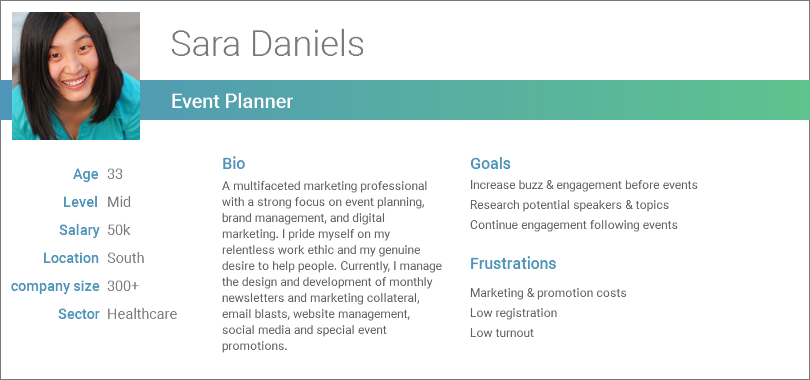 Sara Daniels
Event Planner
Age 33
Level Mid
Salary 50k
Location South
company size 300+
Sector Healthcare
Bio
A multifaceted marketing professional
with a strong focus on event planning,
brand management, and digital
marketing. I pride myself on my
relentless work ethic and my genuine
desire to help people. Currently, I manage
the design and development of monthly
newsletters and marketing collateral,
email blasts, website management,
social media and special event
promotions.
Goals
Increase buzz & engagement before events
Research potential speakers & topics
Continue engagement following events
Frustrations
Marketing & promotion costs
Low registration
Low turnout